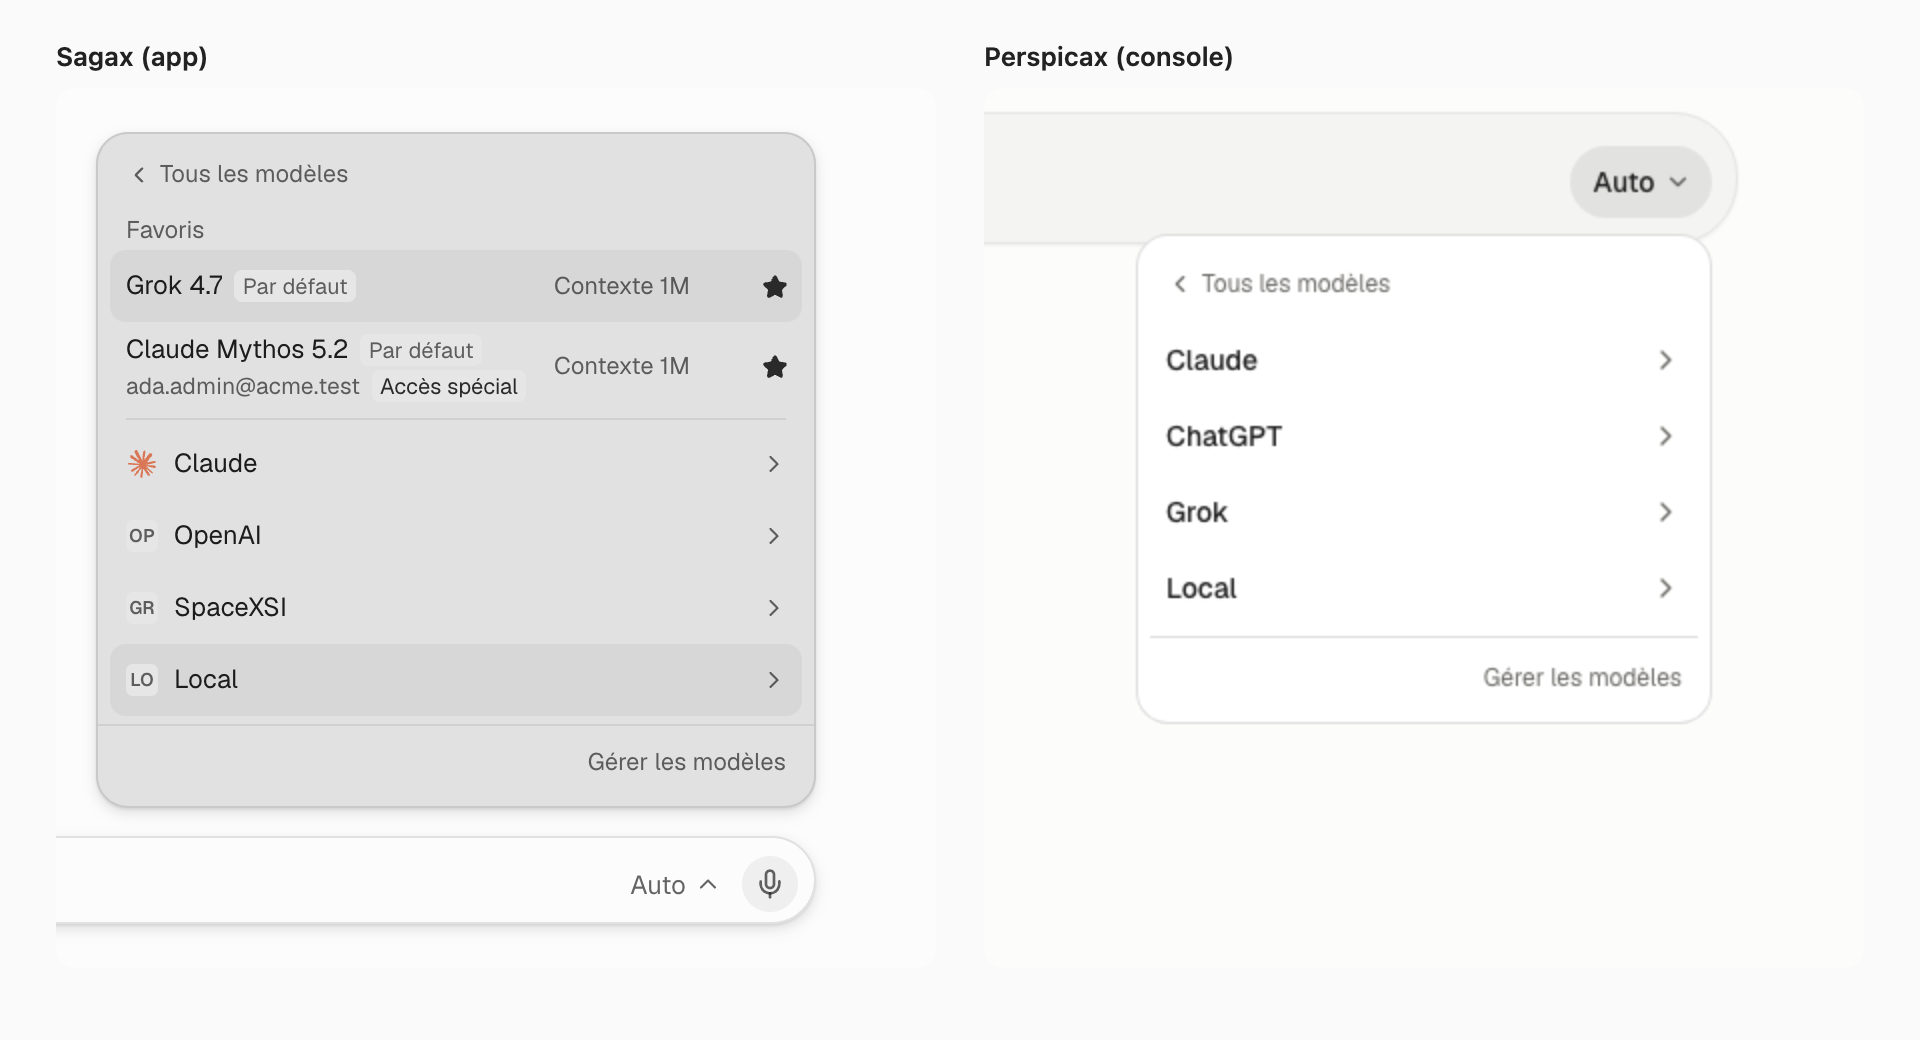 Sagax (app)
Tous les modèles
Favoris
Grok 4.7 Par défaut Contexte 1M
Claude Mythos 5.2 Par défaut Contexte 1M
ada.admin@acme.test Accès spécial
Claude
OP OpenAI
GR SpaceXSI
LO Local
Gérer les modèles
Auto
Perspicax (console)
Auto
Tous les modèles
Claude
ChatGPT
Grok
Local
Gérer les modèles